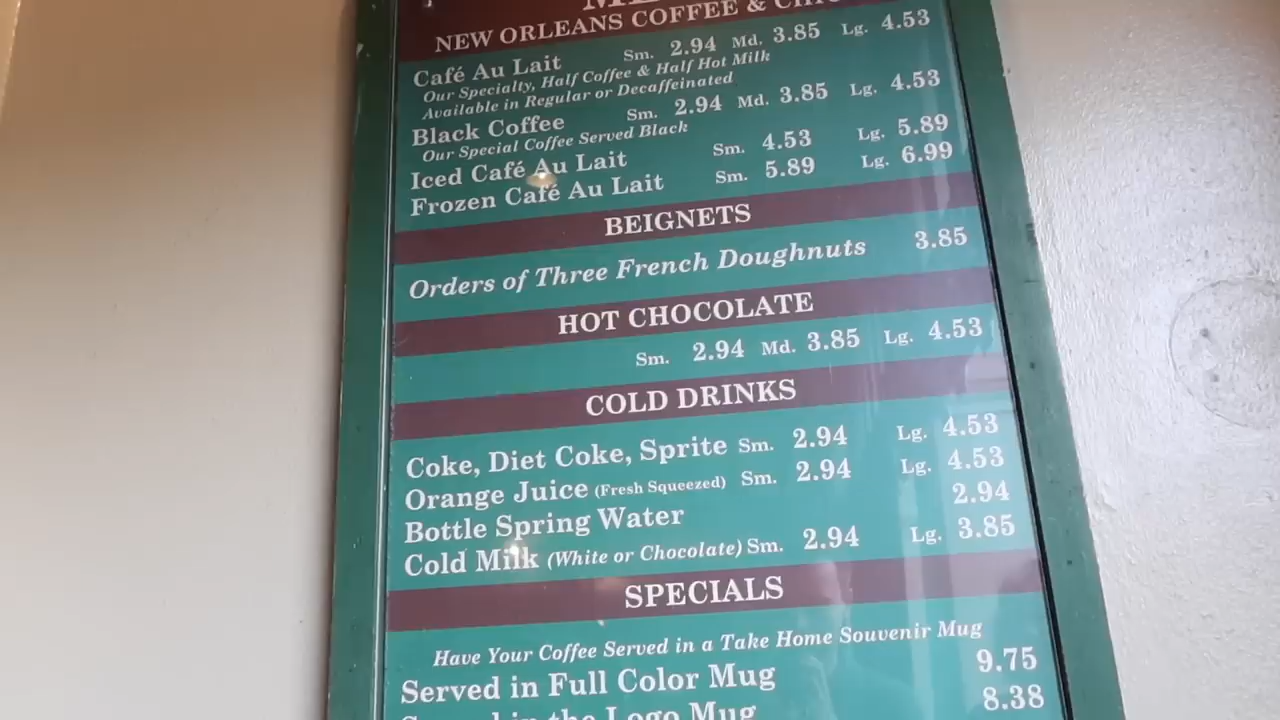 NEW ORLEANS COFFEE &
Café Au Lait Sm. 2.94 Md. 3.85 Lg. 4.53
Our Specialty, Half Coffee & Half Hot Milk
Available in Regular or Decaffeinated
Black Coffee Sm. 2.94 Md. 3.85 Lg. 4.53
Our Special Coffee Served Black
Iced Café Au Lait Sm. 4.53 Lg. 5.89
Frozen Café Au Lait Sm. 5.89 Lg. 6.99
BEIGNETS
Orders of Three French Doughnuts 3.85
HOT CHOCOLATE
Sm. 2.94 Md. 3.85 Lg. 4.53
COLD DRINKS
Coke, Diet Coke, Sprite Sm. 2.94 Lg. 4.53
Orange Juice (Fresh Squeezed) Sm. 2.94 Lg. 4.53
Bottle Spring Water 2.94
Cold Milk (White or Chocolate) Sm. 2.94 Lg. 3.85
SPECIALS
Have Your Coffee Served in a Take Home Souvenir Mug
Served in Full Color Mug 9.75
Served in the Logo Mug 8.38